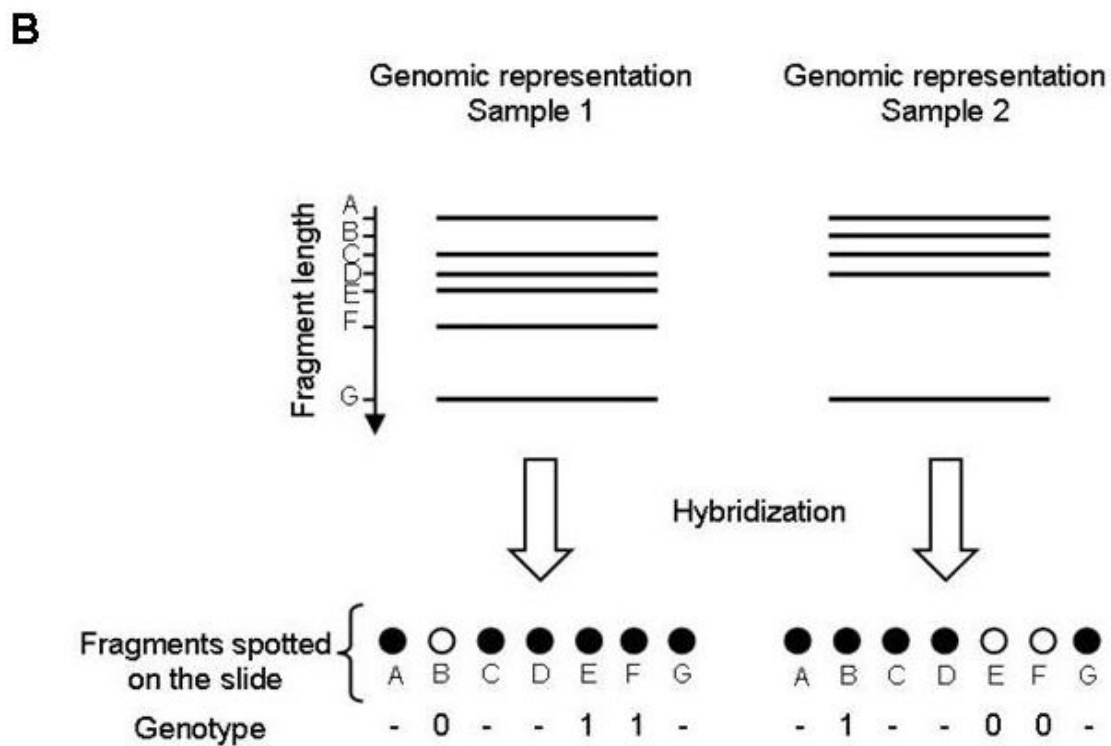 B
Genomic representation
Sample 1
Genomic representation
Sample 2
Fragment length
A
B
C
D
E
F
G
Hybridization
Fragments spotted
on the slide
A B C D E F G
A B C D E F G
Genotype - 0 - - 1 1 -
- 1 - - 0 0 -